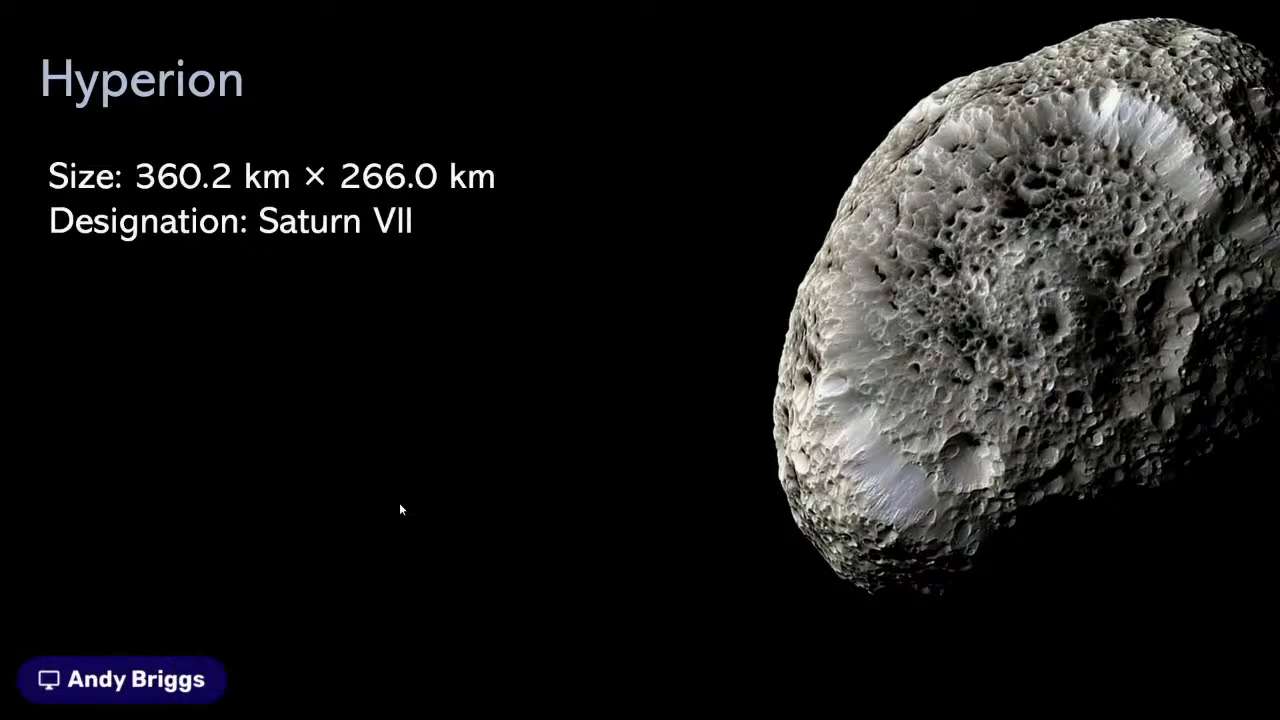 Hyperion
Size: 360.2 km × 266.0 km
Designation: Saturn VII
Andy Briggs